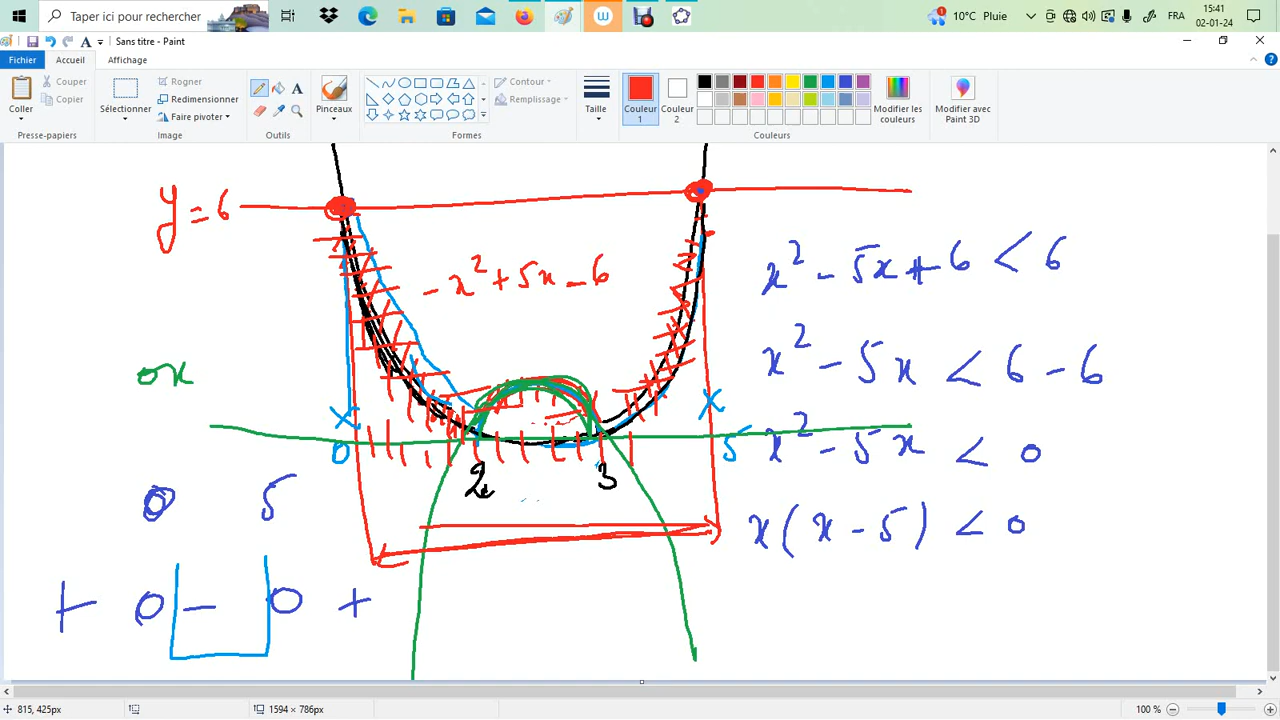 Taper ici pour rechercher
10°C Pluie
FRA
15:41
02-01-24
Sans titre - Paint
Fichier
Accueil
Affichage
Coller
Couper
Copier
Presse-papiers
Sélectionner
Rogner
Redimensionner
Faire pivoter
Image
A
Outils
Pinceaux
Contour
Remplissage
Formes
Taille
Couleur 1
Couleur 2
Modifier les couleurs
Couleurs
Modifier avec Paint 3D
y = 6
- x² + 5x - 6
x² - 5x + 6 < 6
x² - 5x < 6 - 6
x² - 5x < 0
x(x - 5) < 0
ox
x x
0 2 3 5
0 5
+ 0 - 0 +
815, 425px
1594 × 786px
100 %